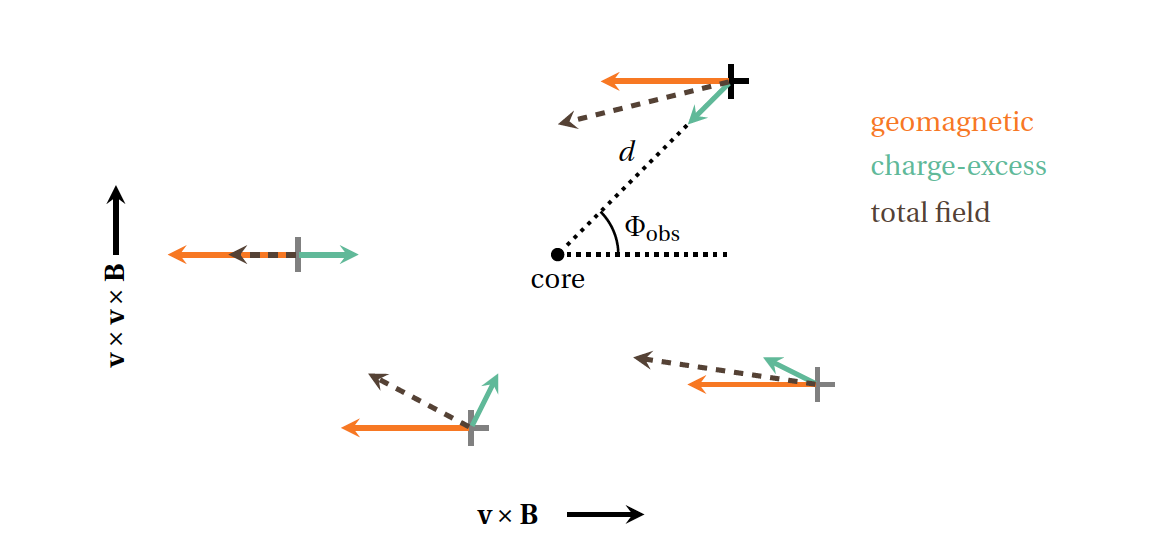 geomagnetic
charge-excess
total field
d
Φobs
core
v × v × B
v × B